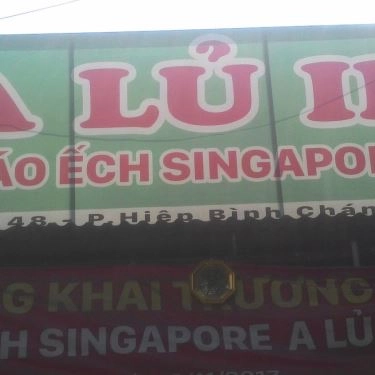 A LỦ I
ÁO ẾCH SINGAPOR
48 - P.Hiệp Bình Chán
G KHAI TRƯƠNG
H SINGAPORE A LỦ